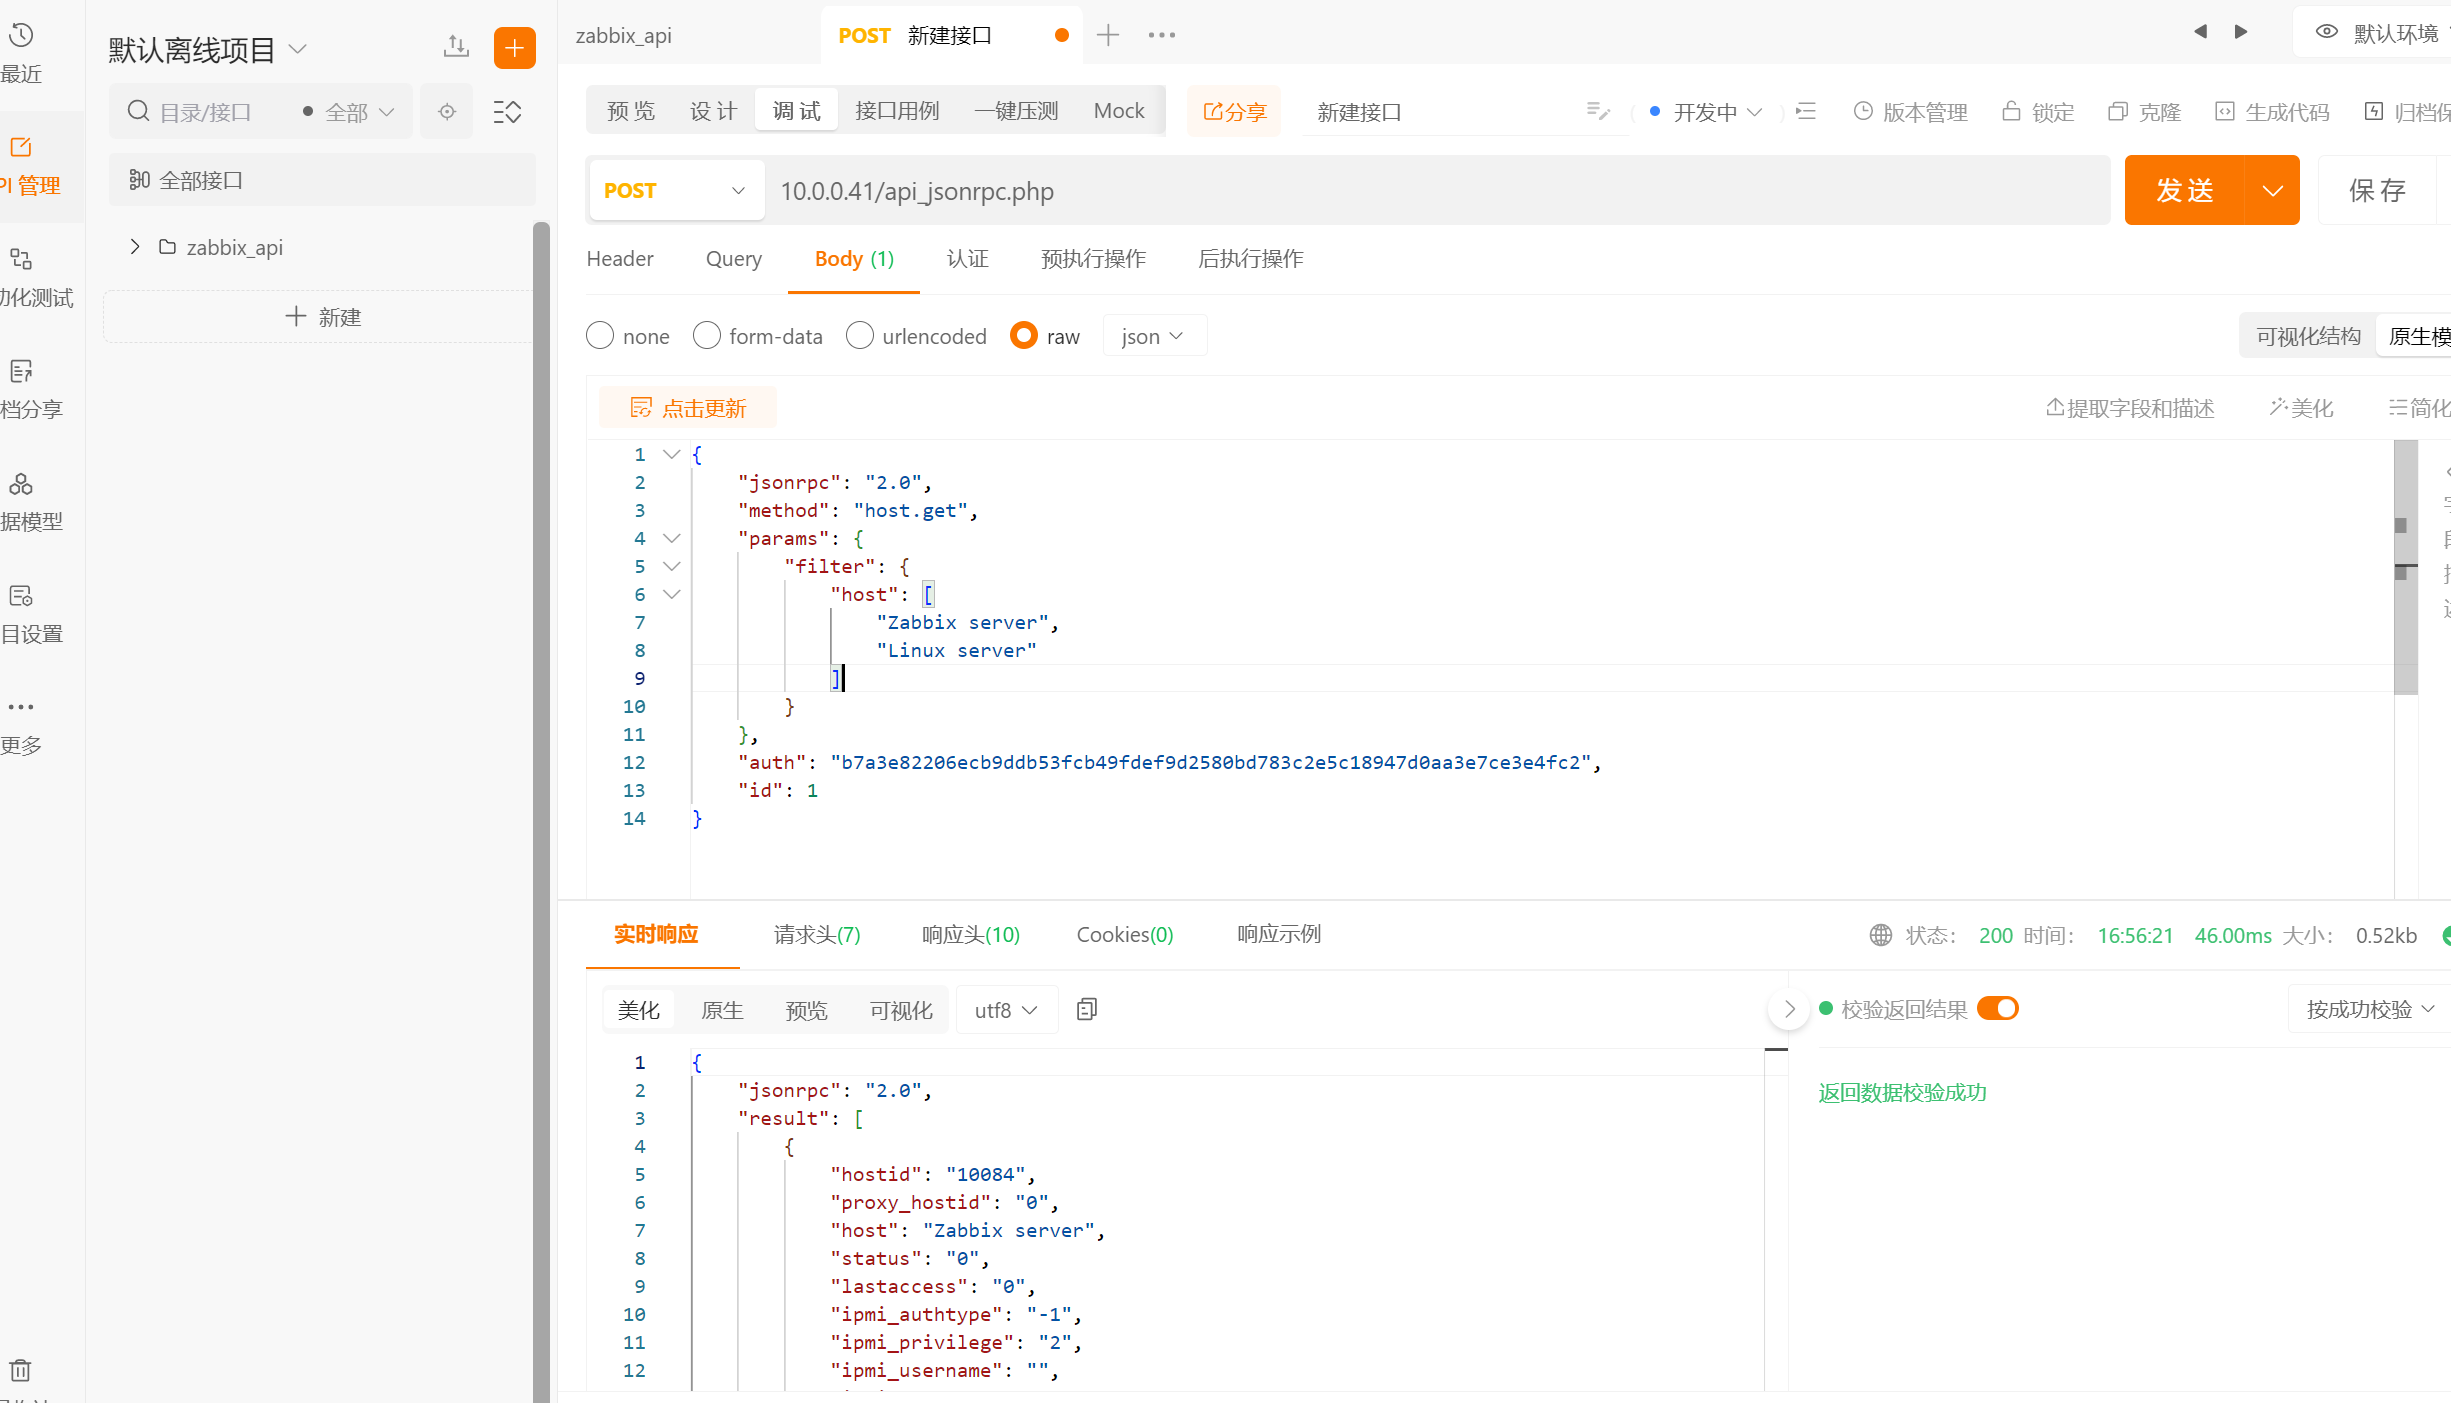 最近
PI 管理
动化测试
档分享
据模型
目设置
更多
默认离线项目
目录/接口
全部
全部接口
zabbix_api
新建
zabbix_api
POST 新建接口
默认环境
预览 设计 调试 接口用例 一键压测 Mock
分享
新建接口
开发中
版本管理 锁定 克隆 生成代码 归档保
POST 10.0.0.41/api_jsonrpc.php
发送
保存
Header Query Body (1) 认证 预执行操作 后执行操作
none form-data urlencoded raw json
可视化结构 原生模
点击更新
提取字段和描述 美化 简化
1 {
2 "jsonrpc": "2.0",
3 "method": "host.get",
4 "params": {
5 "filter": {
6 "host": [
7 "Zabbix server",
8 "Linux server"
9 ]
10 }
11 },
12 "auth": "b7a3e82206ecb9ddb53fcb49fdef9d2580bd783c2e5c18947d0aa3e7ce3e4fc2",
13 "id": 1
14 }
实时响应 请求头(7) 响应头(10) Cookies(0) 响应示例
状态： 200 时间： 16:56:21 46.00ms 大小： 0.52kb
美化 原生 预览 可视化 utf8
校验返回结果
按成功校验
返回数据校验成功
1 {
2 "jsonrpc": "2.0",
3 "result": [
4 {
5 "hostid": "10084",
6 "proxy_hostid": "0",
7 "host": "Zabbix server",
8 "status": "0",
9 "lastaccess": "0",
10 "ipmi_authtype": "-1",
11 "ipmi_privilege": "2",
12 "ipmi_username": "",